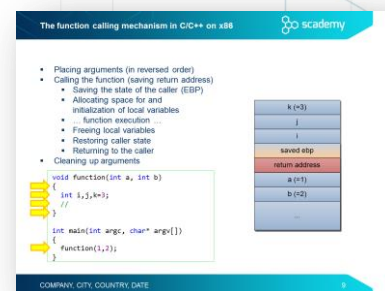 The function calling mechanism in C/C++ on x86
scademy
Placing arguments (in reversed order)
Calling the function (saving return address)
Saving the state of the caller (EBP)
Allocating space for and
initialization of local variables
... function execution ...
Freeing local variables
Restoring caller state
Returning to the caller
Cleaning up arguments
void function(int a, int b)
{
int i,j,k=3;
//
}
int main(int argc, char* argv[])
{
function(1,2);
}
k (=3)
j
i
saved ebp
return address
a (=1)
b (=2)
...
COMPANY, CITY, COUNTRY, DATE
9